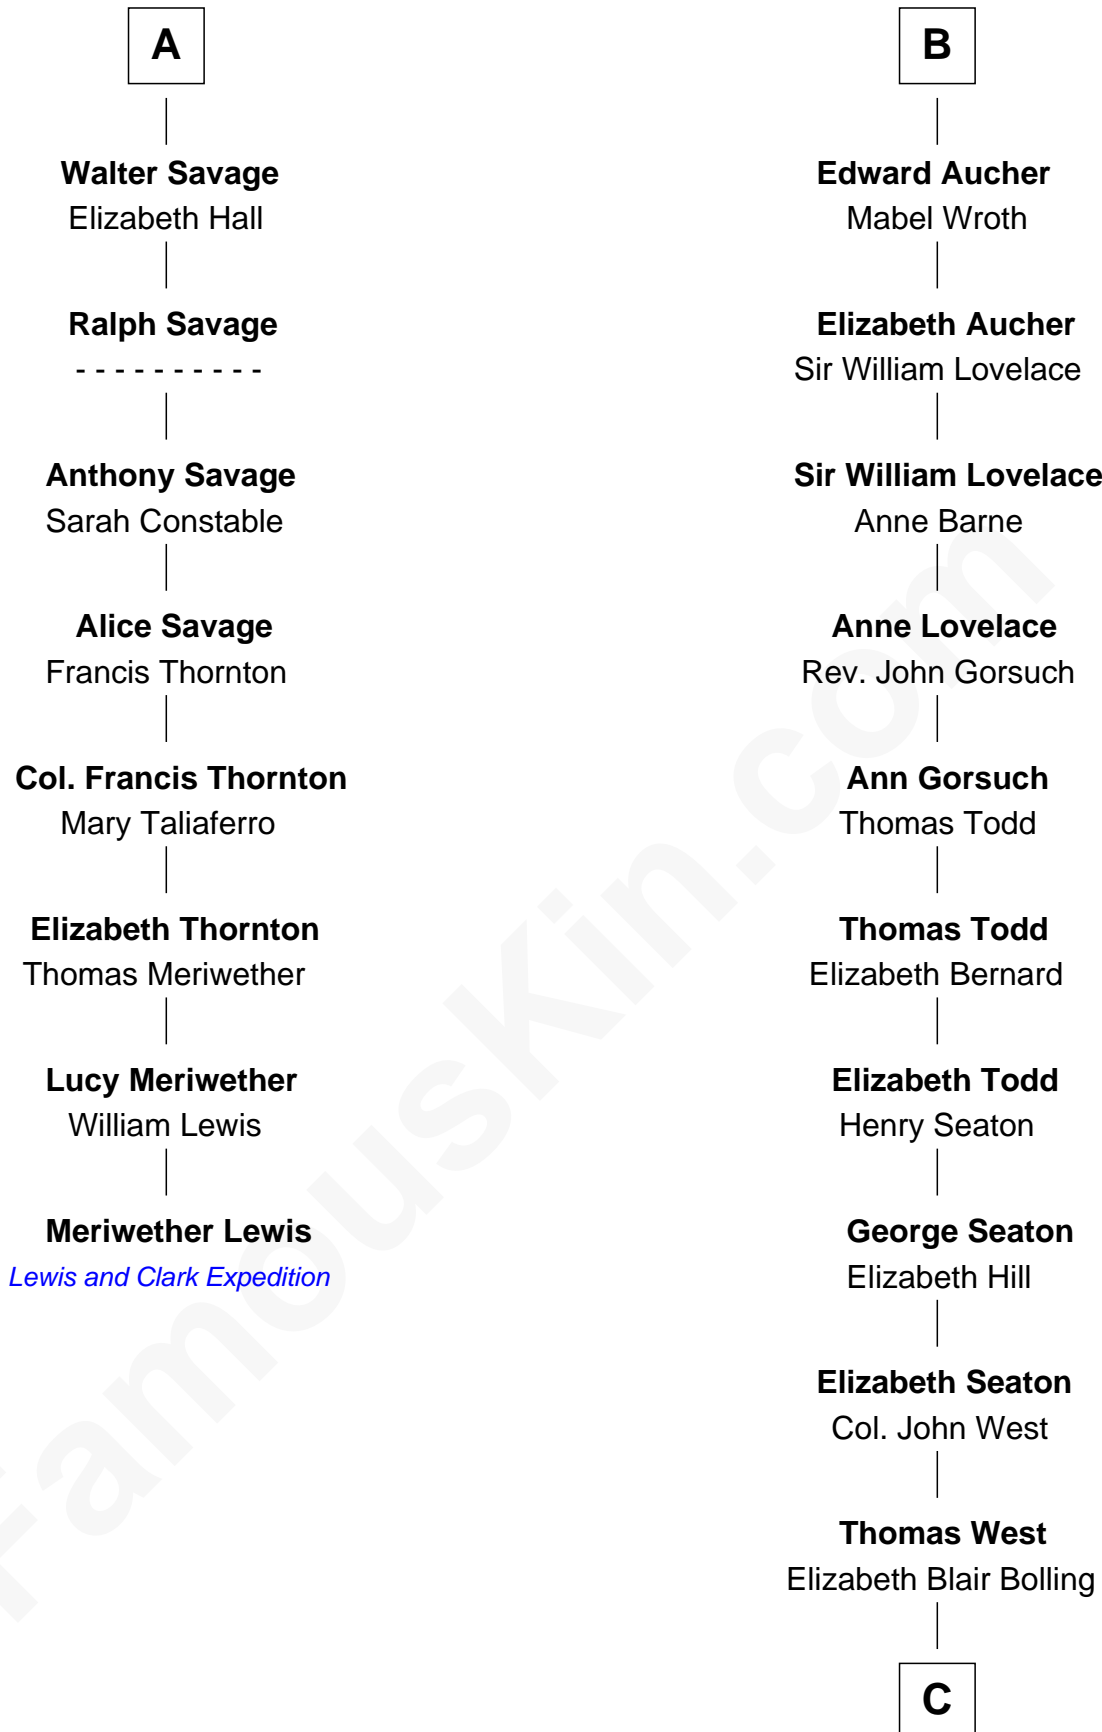 A
Walter Savage
Elizabeth Hall
Ralph Savage
- - - - - - - - - -
Anthony Savage
Sarah Constable
Alice Savage
Francis Thornton
Col. Francis Thornton
Mary Taliaferro
Elizabeth Thornton
Thomas Meriwether
Lucy Meriwether
William Lewis
Meriwether Lewis
Lewis and Clark Expedition
B
Edward Aucher
Mabel Wroth
Elizabeth Aucher
Sir William Lovelace
Sir William Lovelace
Anne Barne
Anne Lovelace
Rev. John Gorsuch
Ann Gorsuch
Thomas Todd
Thomas Todd
Elizabeth Bernard
Elizabeth Todd
Henry Seaton
George Seaton
Elizabeth Hill
Elizabeth Seaton
Col. John West
Thomas West
Elizabeth Blair Bolling
C
FamousKin.com